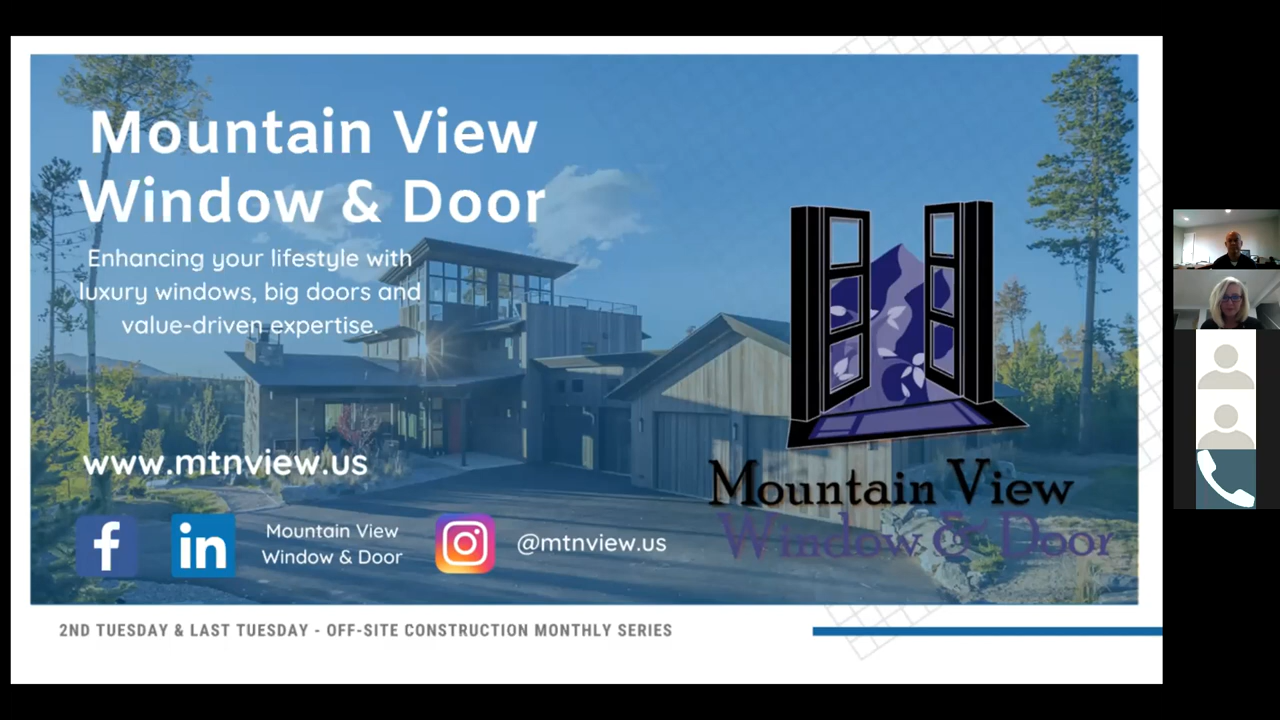 Mountain View
Window & Door
Enhancing your lifestyle with
luxury windows, big doors and
value-driven expertise.
www.mtnview.us
Mountain View
Window & Door
@mtnview.us
Mountain View
Window & Door
2ND TUESDAY & LAST TUESDAY - OFF-SITE CONSTRUCTION MONTHLY SERIES